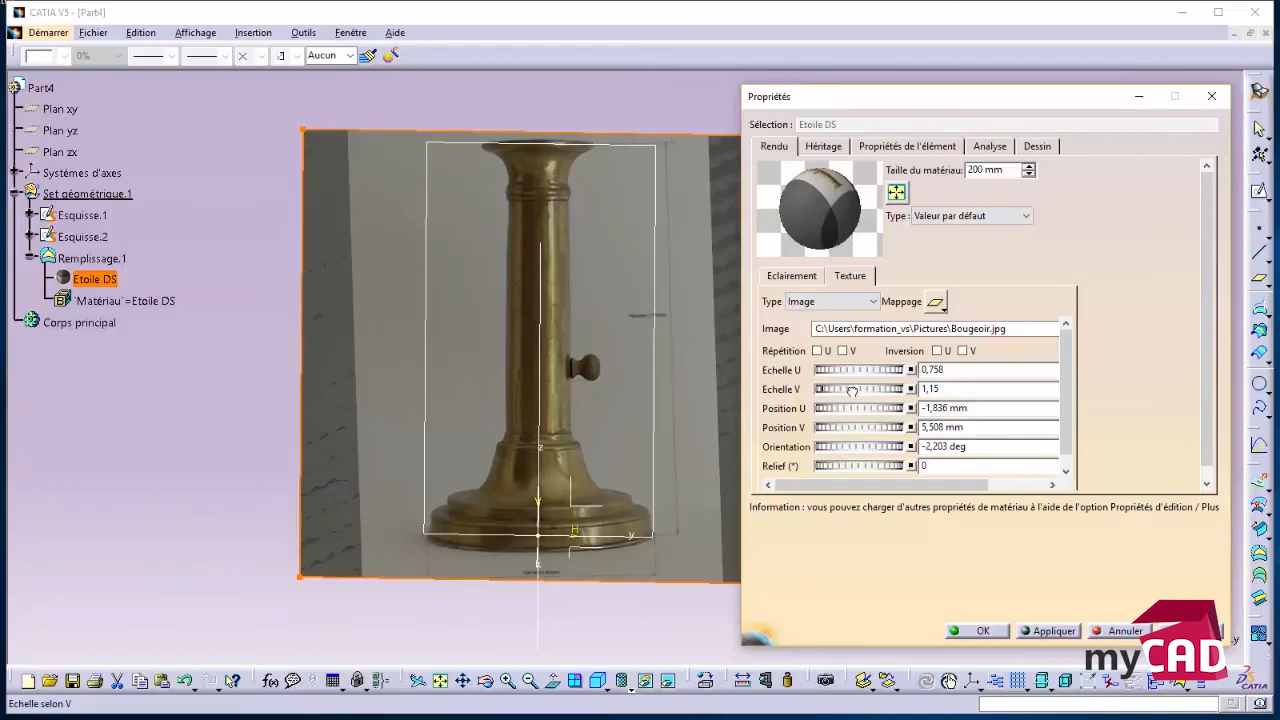 CATIA V5 - [Part4]
Démarrer Fichier Edition Affichage Insertion Outils Fenêtre Aide
0% Aucun
Part4
Plan xy
Plan yz
Plan zx
Systèmes d'axes
Set géométrique.1
Esquisse.1
Esquisse.2
Remplissage.1
Etoile DS
Matériau`=Etoile DS
Corps principal
z
V
H
y
x
Propriétés
Sélection : Etoile DS
Rendu Héritage Propriétés de l'élément Analyse Dessin
Taille du matériau: 200 mm
Type : Valeur par défaut
Eclairement Texture
Type Image Mappage
Image C:\Users\formation_vs\Pictures\Bougeoir.jpg
Répétition U V Inversion U V
Echelle U 0,758
Echelle V 1,15
Position U -1,836 mm
Position V 5,508 mm
Orientation -2,203 deg
Relief (*) 0
Information : vous pouvez charger d'autres propriétés de matériau à l'aide de l'option Propriétés d'édition / Plus
OK Appliquer Annuler
myCAD
f(x)
CATIA
Echelle selon V